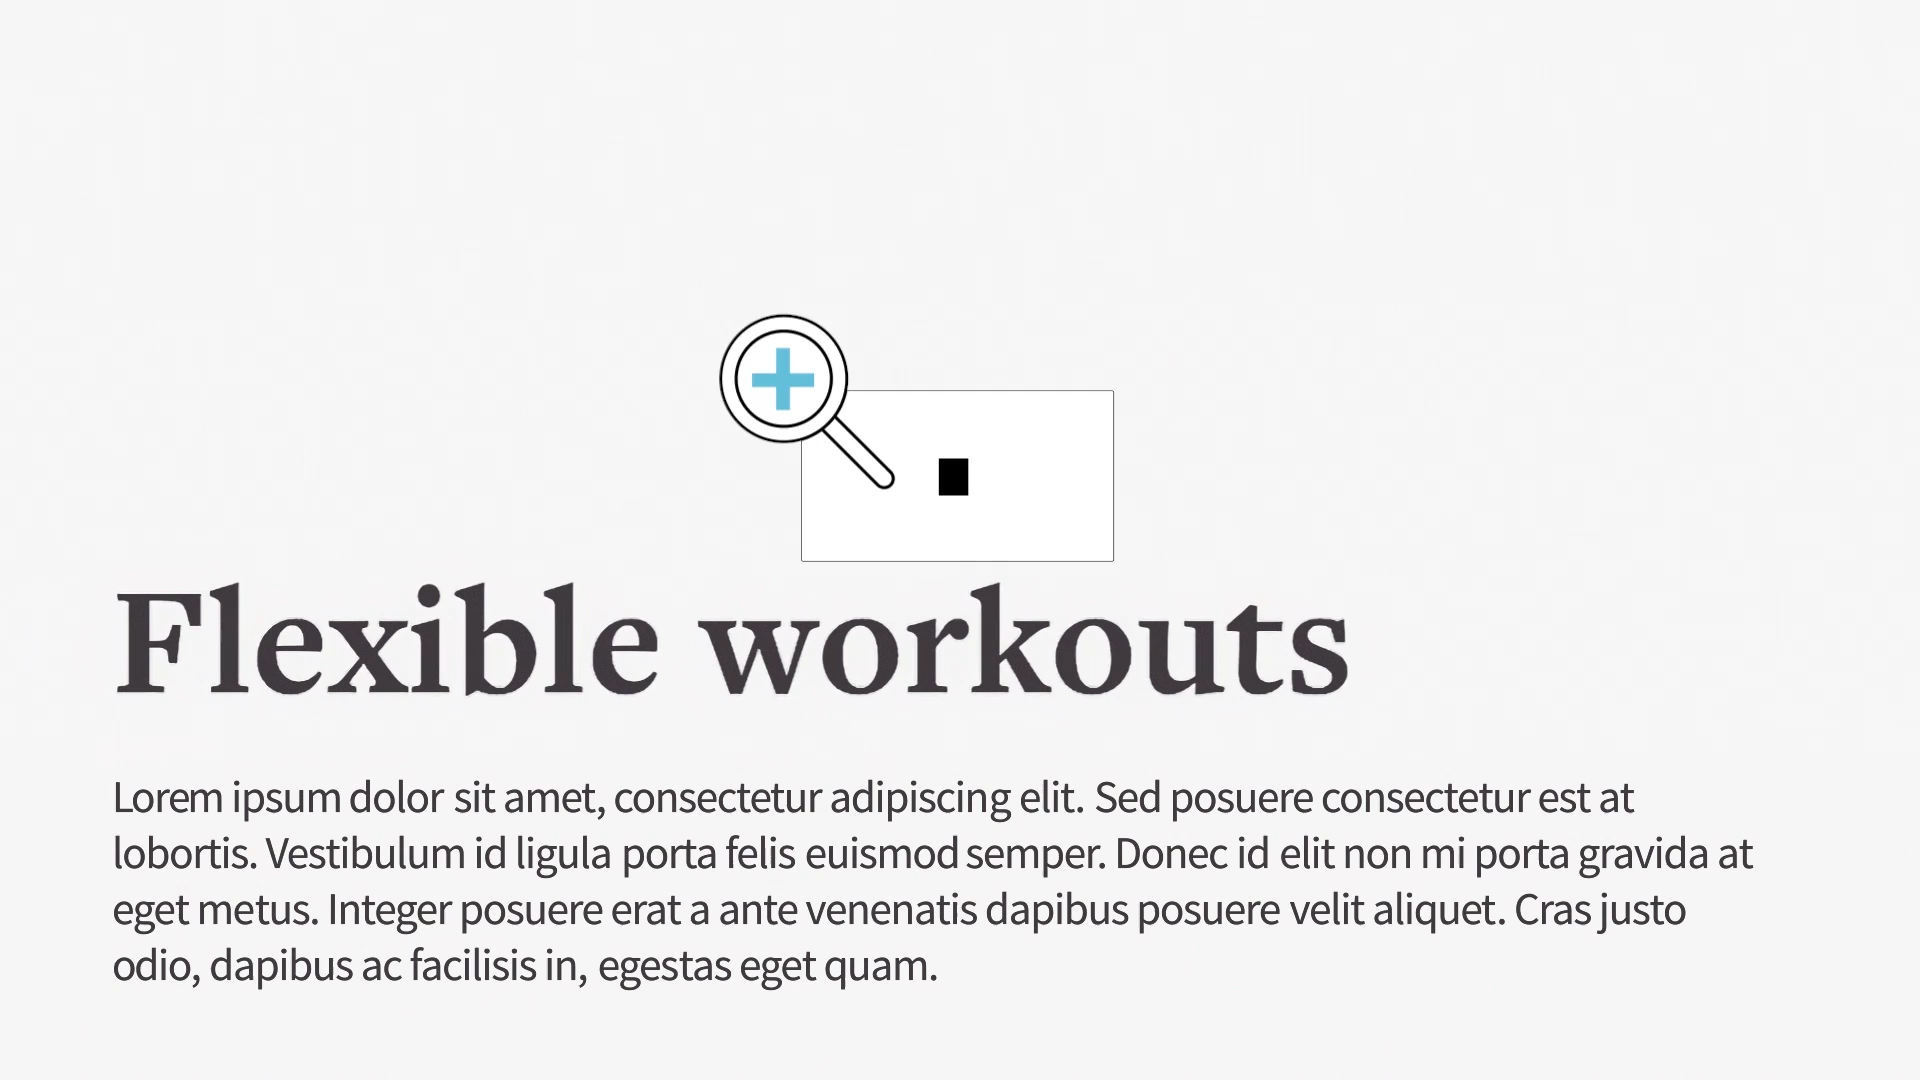 Flexible workouts
Lorem ipsum dolor sit amet, consectetur adipiscing elit. Sed posuere consectetur est at
lobortis. Vestibulum id ligula porta felis euismod semper. Donec id elit non mi porta gravida at
eget metus. Integer posuere erat a ante venenatis dapibus posuere velit aliquet. Cras justo
odio, dapibus ac facilisis in, egestas eget quam.